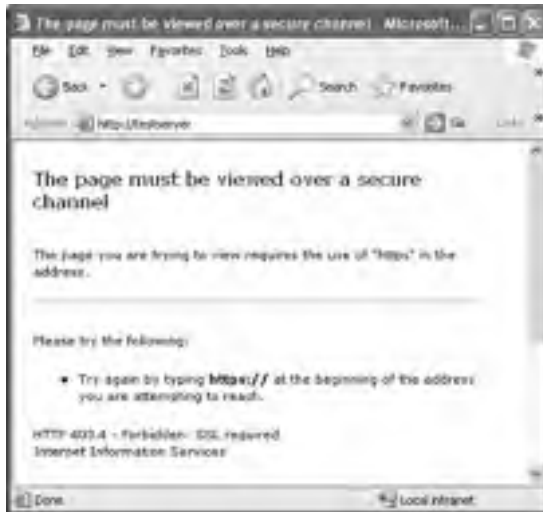 The page must be viewed over a secure channel Microsoft...
File Edit View Favorites Tools Help
Back Search Favorites
Address http://testserver Go Links
The page must be viewed over a secure
channel
The page you are trying to view requires the use of "https" in the
address.
Please try the following:
• Try again by typing https:// at the beginning of the address
you are attempting to reach.
HTTP 403.4 - Forbidden: SSL required
Internet Information Services
Done Local intranet